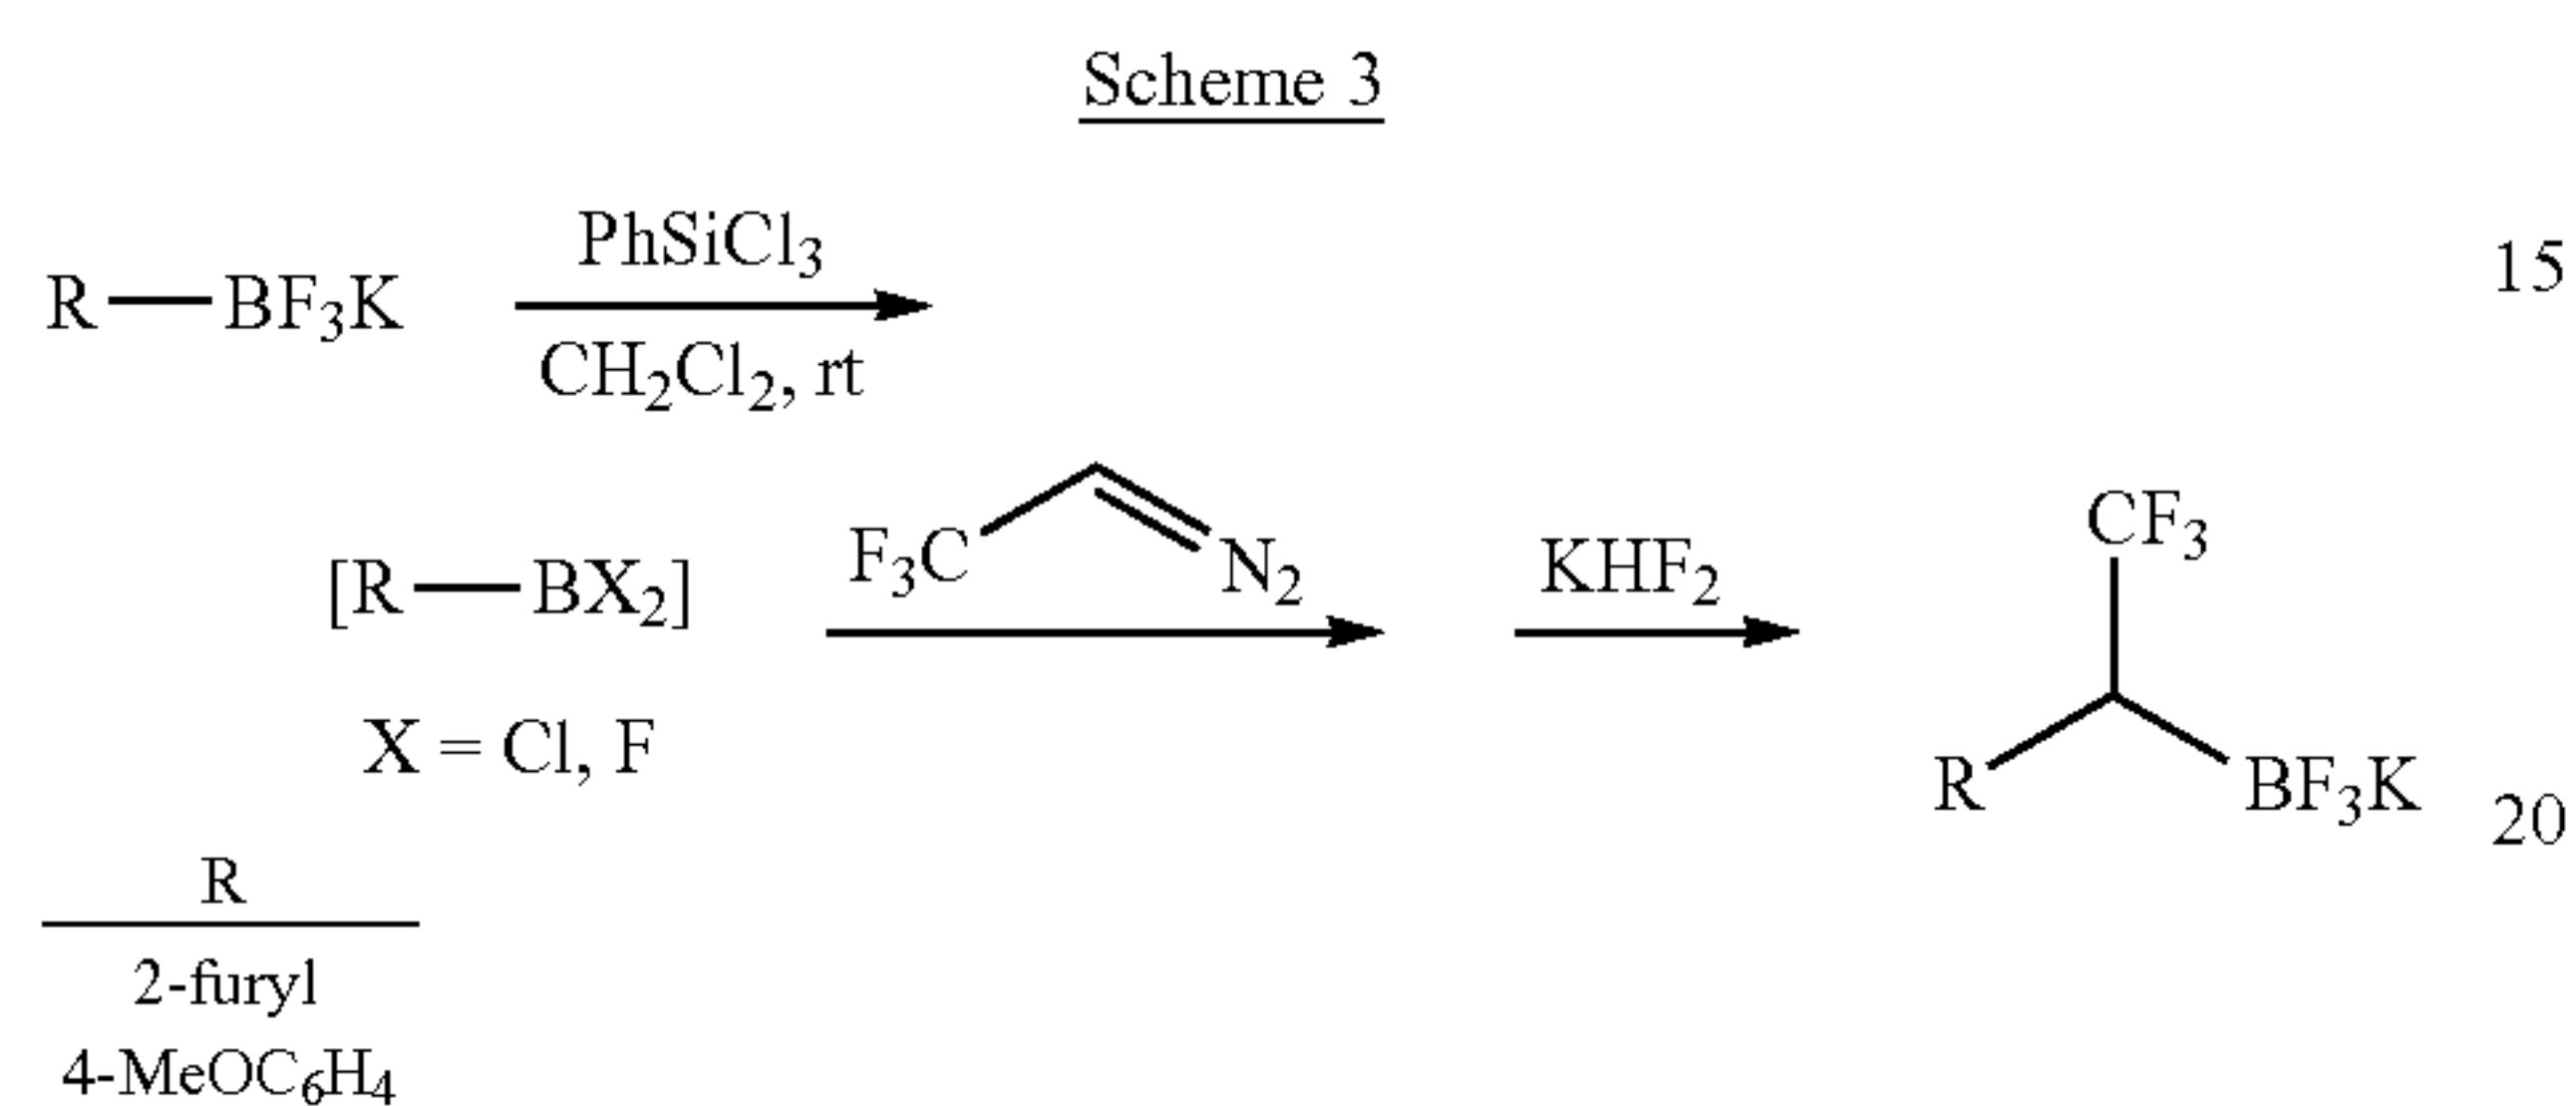 Scheme 3
PhSiCl3
R—BF3K
15
CH2Cl2, rt
F3C
N2
KHF2
CF3
[R—BX2]
X = Cl, F
R
BF3K
20
R
2-furyl
4-MeOC6H4